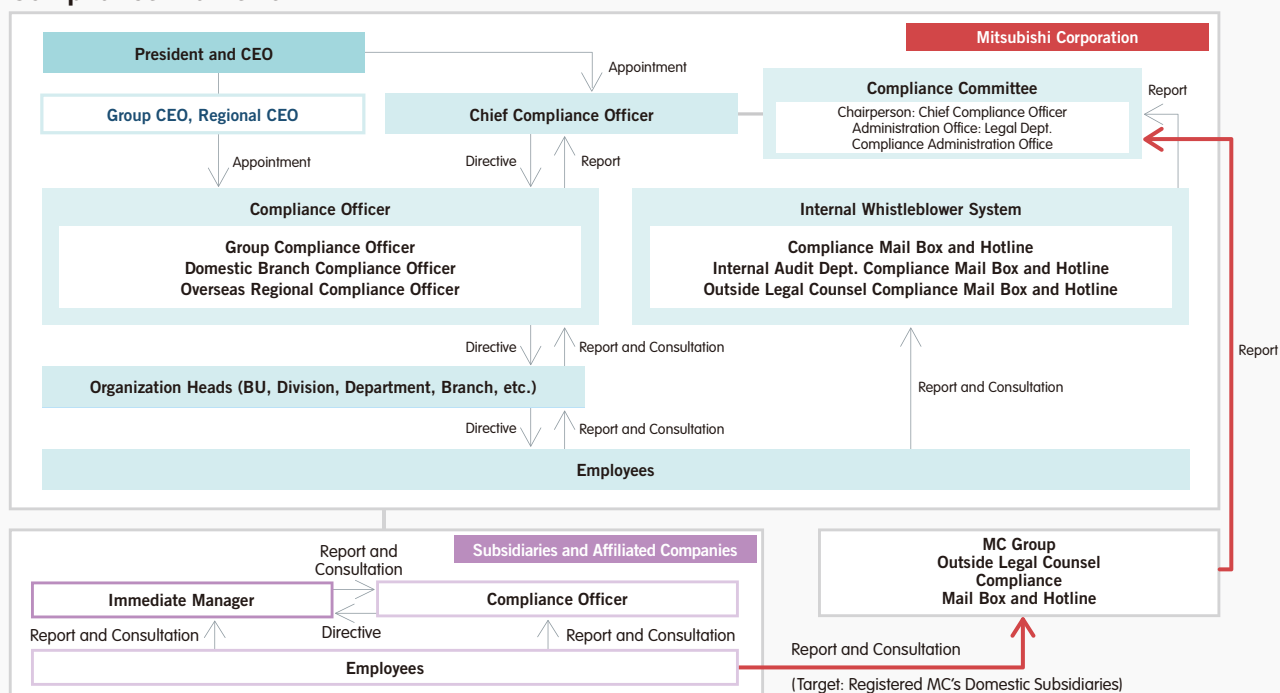 Mitsubishi Corporation
President and CEO
Appointment
Group CEO, Regional CEO
Chief Compliance Officer
Compliance Committee
Chairperson: Chief Compliance Officer
Administration Office: Legal Dept.
Compliance Administration Office
Report
Appointment
Directive
Report
Compliance Officer
Group Compliance Officer
Domestic Branch Compliance Officer
Overseas Regional Compliance Officer
Internal Whistleblower System
Compliance Mail Box and Hotline
Internal Audit Dept. Compliance Mail Box and Hotline
Outside Legal Counsel Compliance Mail Box and Hotline
Directive
Report and Consultation
Report
Organization Heads (BU, Division, Department, Branch, etc.)
Report and Consultation
Directive
Report and Consultation
Employees
Subsidiaries and Affiliated Companies
Report and
Consultation
Immediate Manager
Compliance Officer
Report and Consultation
Directive
Report and Consultation
Employees
MC Group
Outside Legal Counsel
Compliance
Mail Box and Hotline
Report and Consultation
(Target: Registered MC's Domestic Subsidiaries)